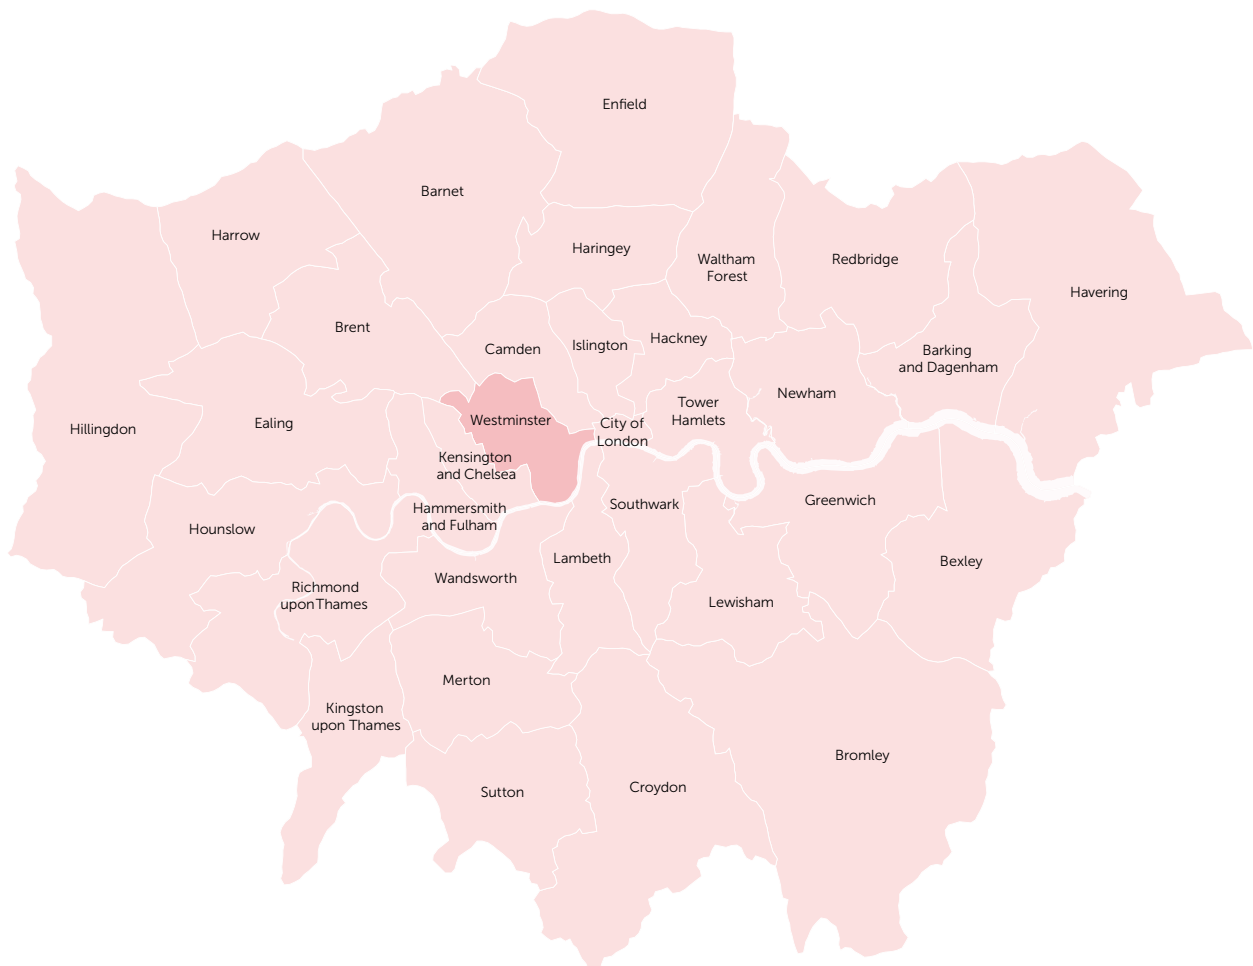 Enfield
Barnet
Harrow
Haringey
Waltham
Forest
Redbridge
Havering
Brent
Camden
Islington
Hackney
Barking
and Dagenham
Newham
Tower
Hamlets
Hillingdon
Ealing
Westminster
City of
London
Kensington
and Chelsea
Hammersmith
and Fulham
Southwark
Greenwich
Hounslow
Lambeth
Bexley
Wandsworth
Richmond
upon Thames
Lewisham
Merton
Kingston
upon Thames
Bromley
Sutton
Croydon